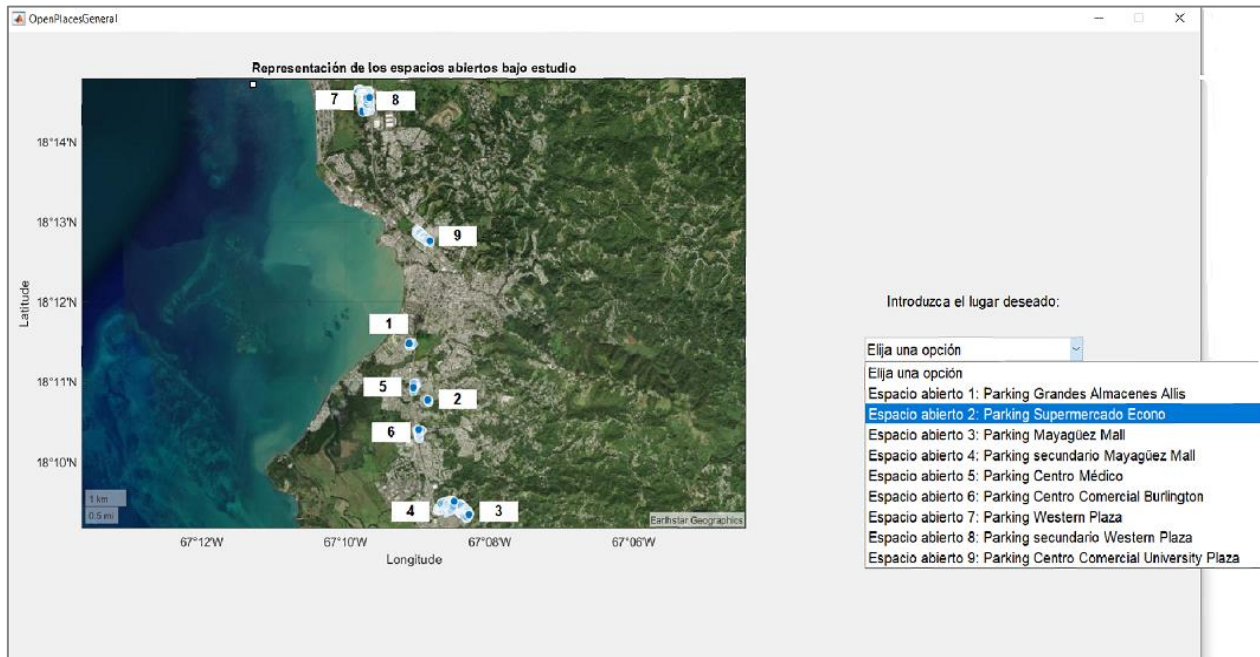 OpenPlacesGeneral
Representación de los espacios abiertos bajo estudio
7
8
18°14'N
18°13'N
9
18°12'N
1
18°11'N
5
2
6
18°10'N
4
3
1 km
0.5 mi
Earthstar Geographics
67°12'W
67°10'W
67°08'W
67°06'W
Latitude
Longitude
Introduzca el lugar deseado:
Elija una opción
Elija una opción
Espacio abierto 1: Parking Grandes Almacenes Allis
Espacio abierto 2: Parking Supermercado Econo
Espacio abierto 3: Parking Mayagüez Mall
Espacio abierto 4: Parking secundario Mayagüez Mall
Espacio abierto 5: Parking Centro Médico
Espacio abierto 6: Parking Centro Comercial Burlington
Espacio abierto 7: Parking Western Plaza
Espacio abierto 8: Parking secundario Western Plaza
Espacio abierto 9: Parking Centro Comercial University Plaza